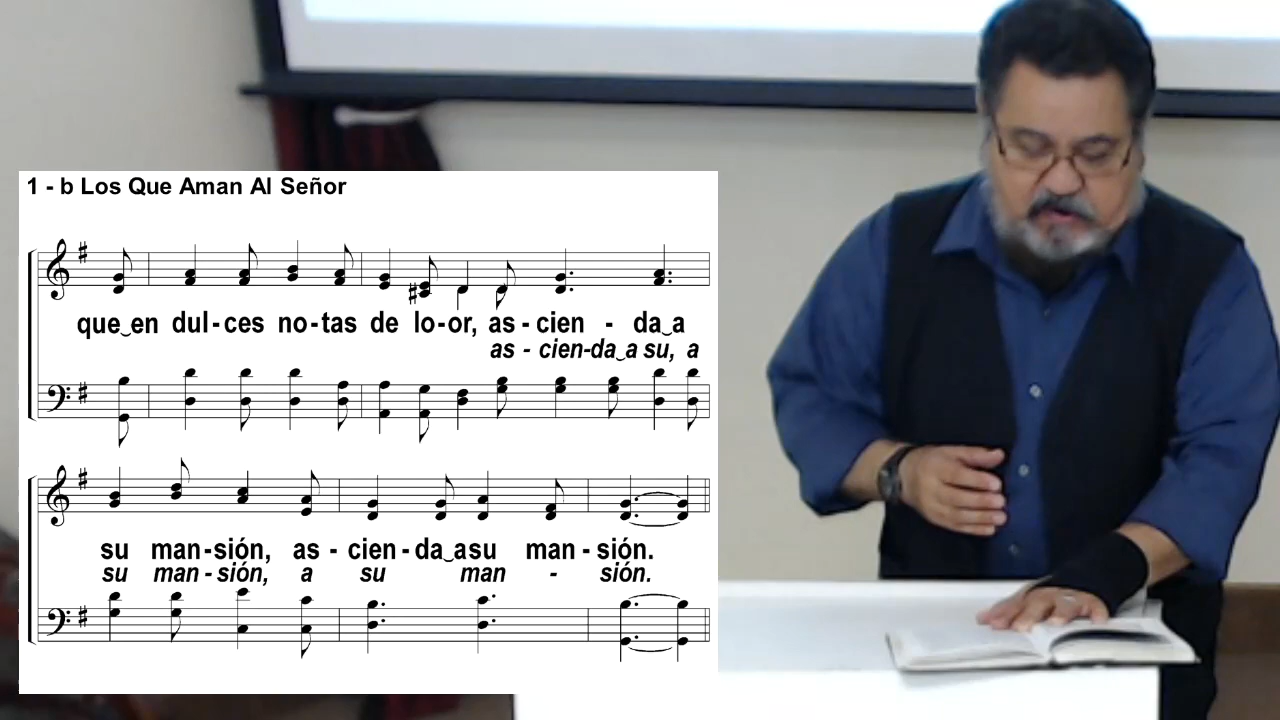 1 - b Los Que Aman Al Señor
que‿en dul - ces no - tas de lo - or, as - cien - da‿a
as - cien-da‿a su, a
su man - sión, as - cien - da‿asu man - sión.
su man - sión, a su man - sión.